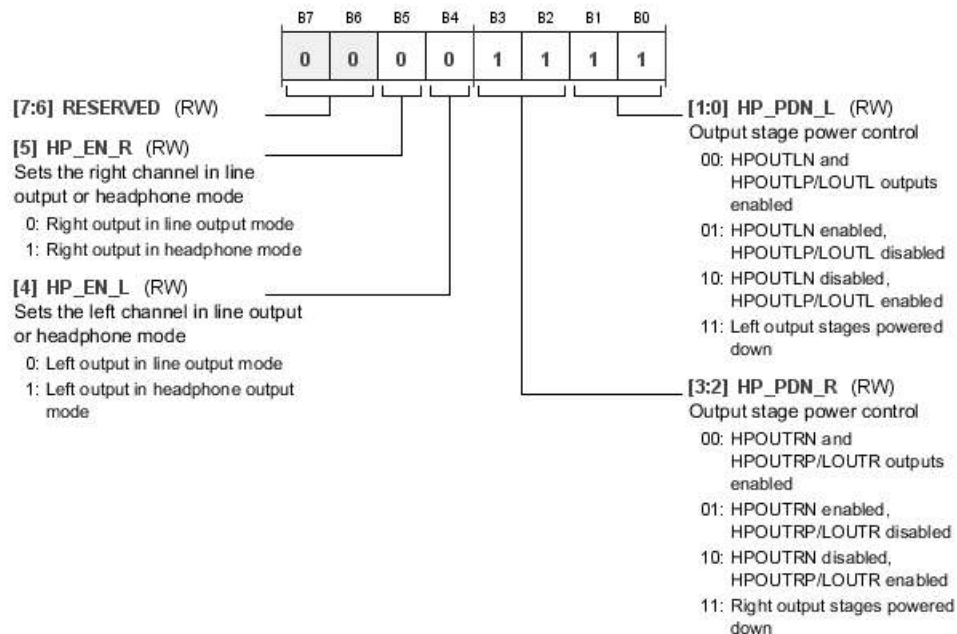 B7 B6 B5 B4 B3 B2 B1 B0
0 0 0 0 1 1 1 1
[7:6] RESERVED (RW)
[5] HP_EN_R (RW)
Sets the right channel in line
output or headphone mode
0: Right output in line output mode
1: Right output in headphone mode
[4] HP_EN_L (RW)
Sets the left channel in line output
or headphone mode
0: Left output in line output mode
1: Left output in headphone output
mode
[1:0] HP_PDN_L (RW)
Output stage power control
00: HPOUTLN and
HPOUTLP/LOUTL outputs
enabled
01: HPOUTLN enabled,
HPOUTLP/LOUTL disabled
10: HPOUTLN disabled,
HPOUTLP/LOUTL enabled
11: Left output stages powered
down
[3:2] HP_PDN_R (RW)
Output stage power control
00: HPOUTRN and
HPOUTRP/LOUTR outputs
enabled
01: HPOUTRN enabled,
HPOUTRP/LOUTR disabled
10: HPOUTRN disabled,
HPOUTRP/LOUTR enabled
11: Right output stages powered
down